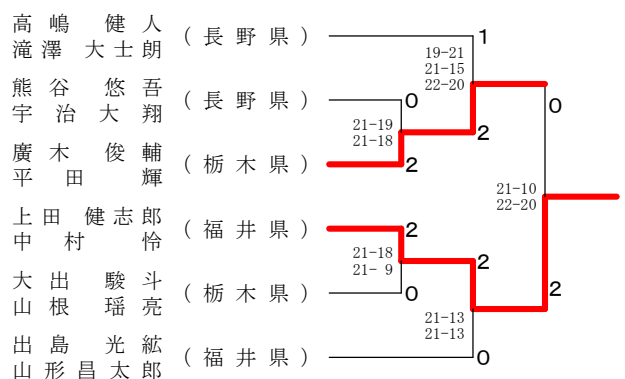 高嶋 健人
滝澤 大士朗
(長野県)
1
19-21
21-15
22-20
熊谷 悠吾
宇治 大翔
(長野県)
0
0
21-19
21-18
2
廣木 俊輔
平田 輝
(栃木県)
2
21-10
22-20
上田 健志郎
中村 怜
(福井県)
2
21-18
21- 9
2
大出 駿斗
山根 瑶亮
(栃木県)
0
2
21-13
21-13
出島 光紘
山形 昌太郎
(福井県)
0